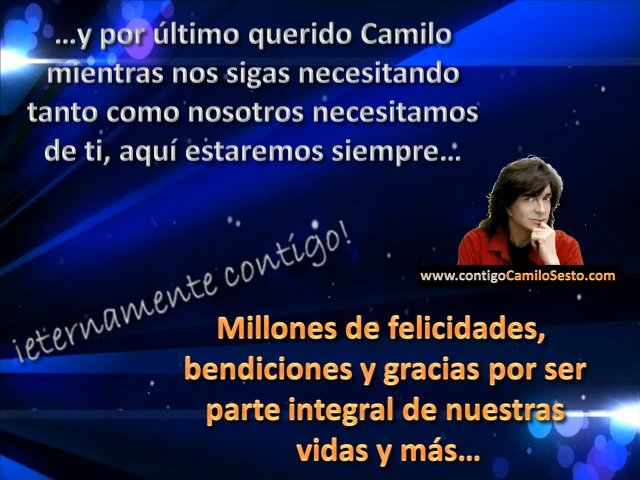 ...y por último querido Camilo
mientras nos sigas necesitando
tanto como nosotros necesitamos
de ti, aquí estaremos siempre...
www.contigoCamiloSesto.com
¡eternamente contigo!
Millones de felicidades,
bendiciones y gracias por ser
parte integral de nuestras
vidas y más...